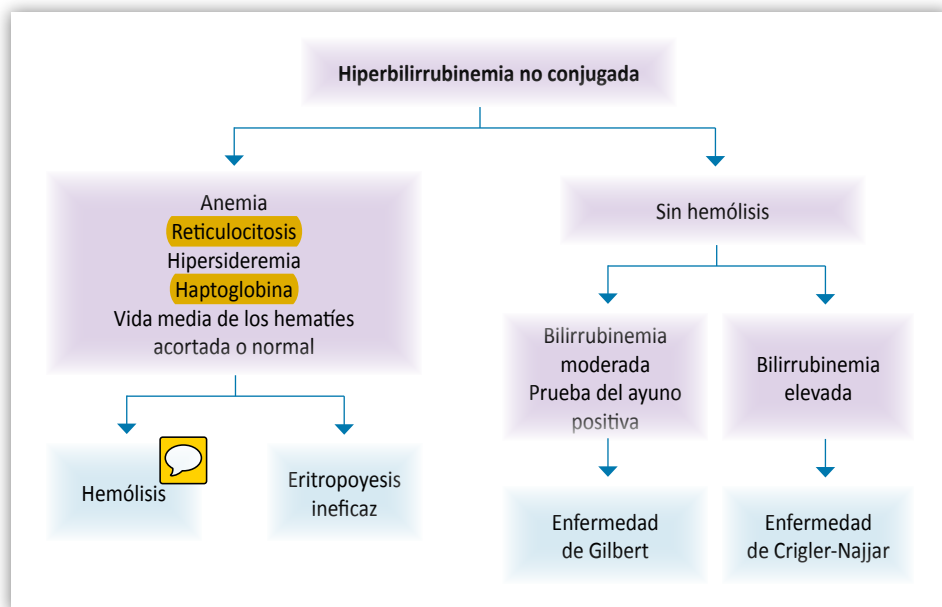 Hiperbilirrubinemia no conjugada
Anemia
Reticulocitosis
Hipersideremia
Haptoglobina
Vida media de los hematíes
acortada o normal
Sin hemólisis
Bilirrubinemia
moderada
Prueba del ayuno
positiva
Bilirrubinemia
elevada
Hemólisis
Eritropoyesis
ineficaz
Enfermedad
de Gilbert
Enfermedad
de Crigler-Najjar